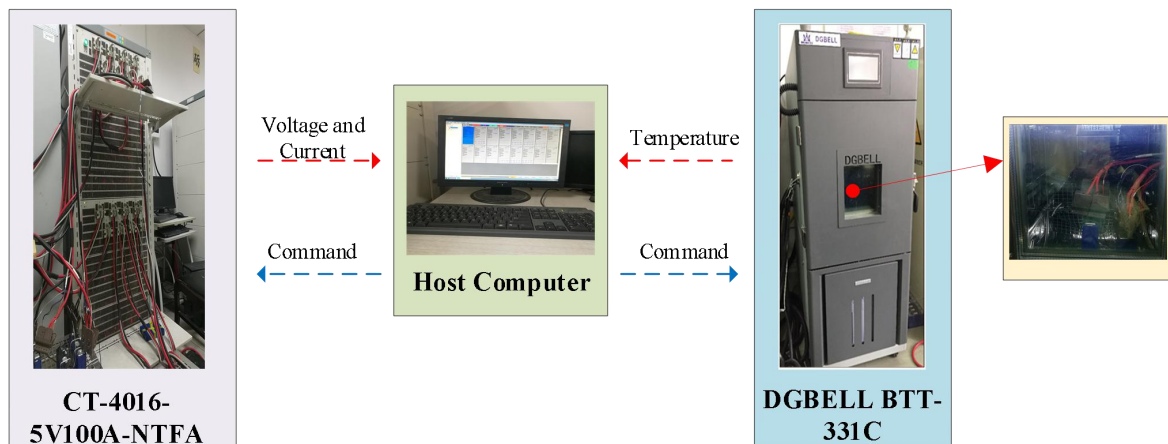 Voltage and
Current
Command
CT-4016-
5V100A-NTFA
Host Computer
Temperature
Command
DGBELL
DGBELL
DGBELL BTT-
331C